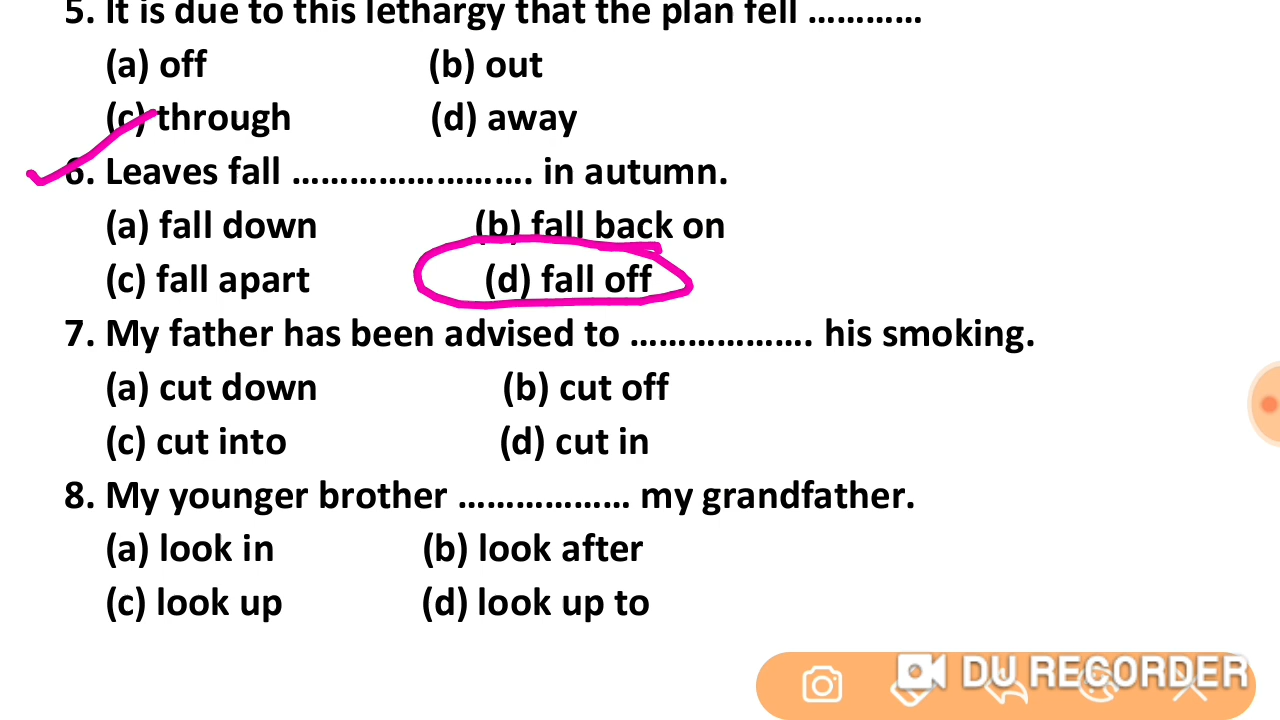 5. It is due to this lethargy that the plan fell …………
(a) off (b) out
(c) through (d) away
6. Leaves fall ………………………. in autumn.
(a) fall down (b) fall back on
(c) fall apart (d) fall off
7. My father has been advised to ………………. his smoking.
(a) cut down (b) cut off
(c) cut into (d) cut in
8. My younger brother ……………… my grandfather.
(a) look in (b) look after
(c) look up (d) look up to
DU RECORDER